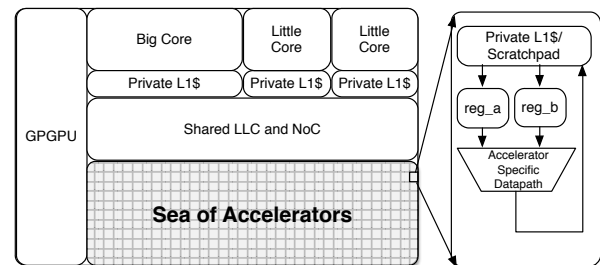 GPGPU
Big Core
Little
Core
Little
Core
Private L1$
Private L1$
Private L1$
Shared LLC and NoC
Sea of Accelerators
Private L1$/
Scratchpad
reg_a
reg_b
Accelerator
Specific
Datapath